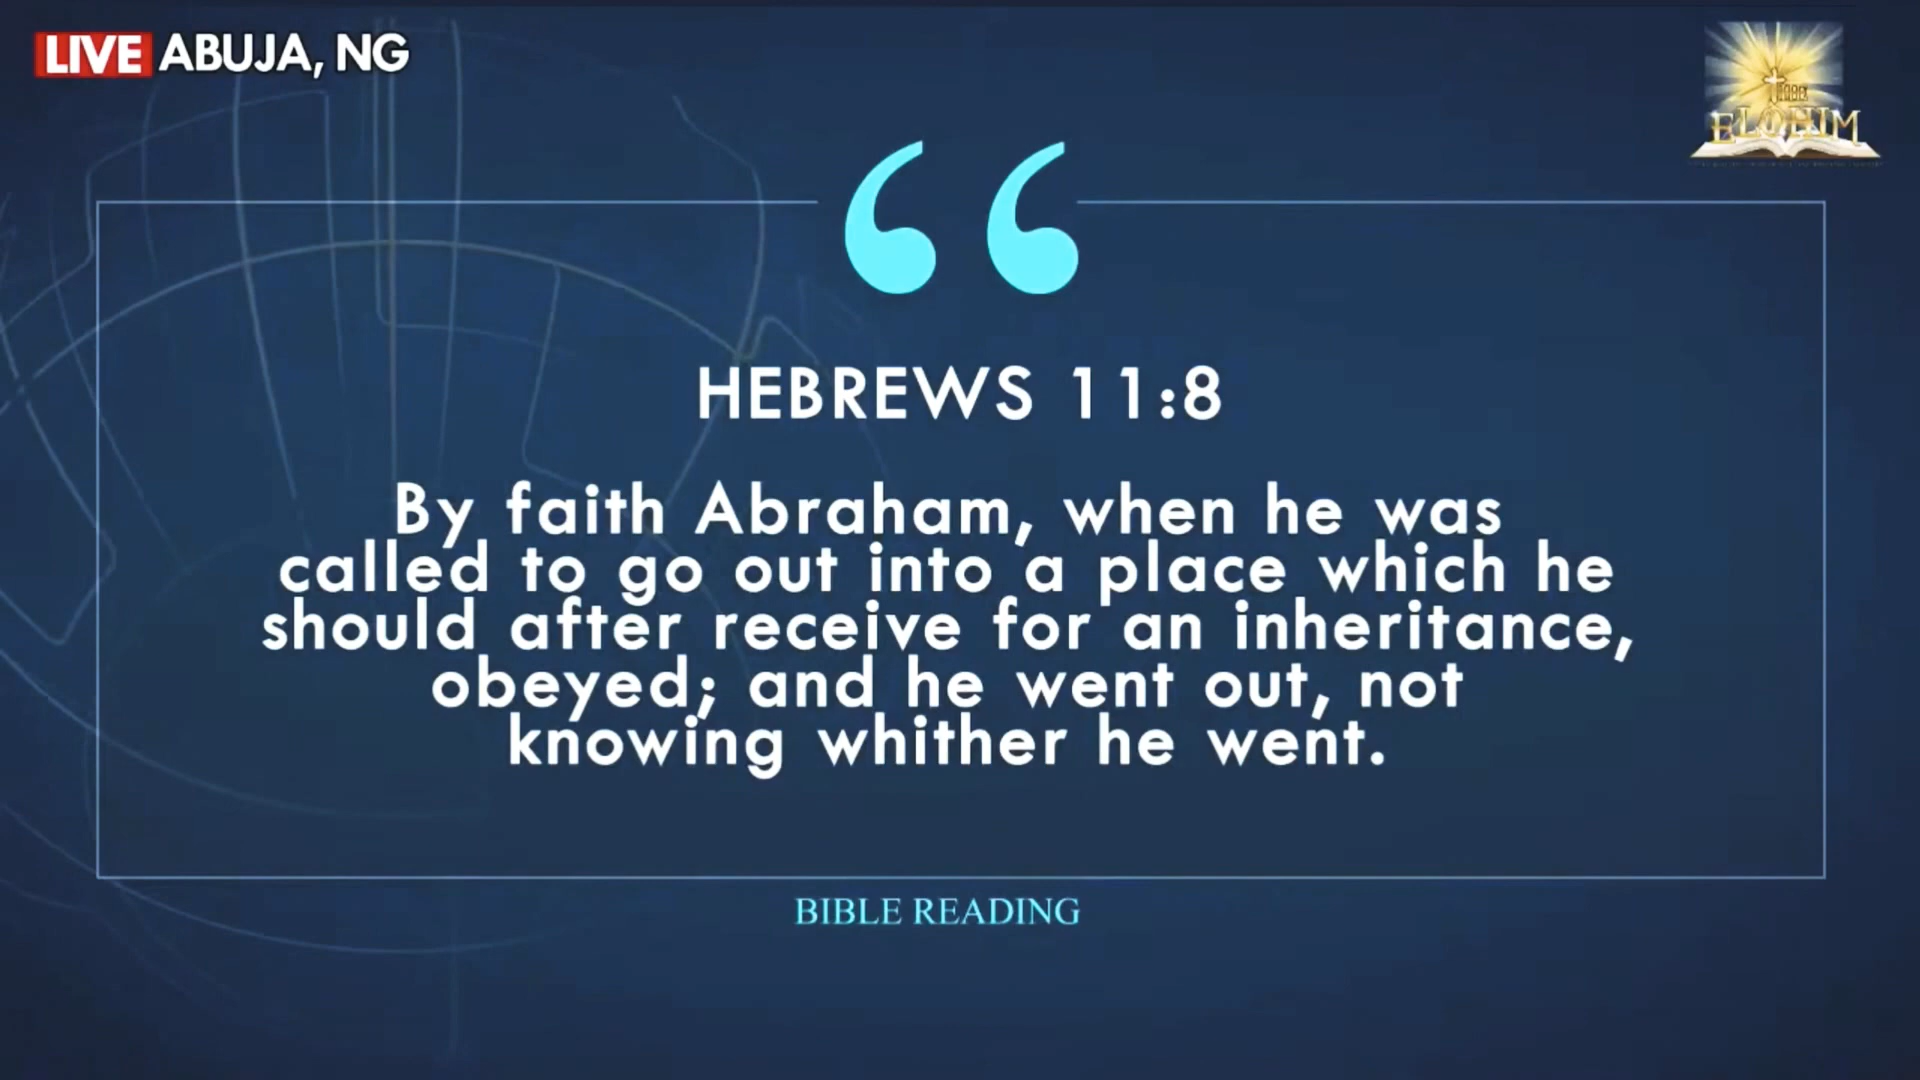 LIVE ABUJA, NG
THE
ELOHIM
HEBREWS 11:8
By faith Abraham, when he was
called to go out into a place which he
should after receive for an inheritance,
obeyed; and he went out, not
knowing whither he went.
BIBLE READING